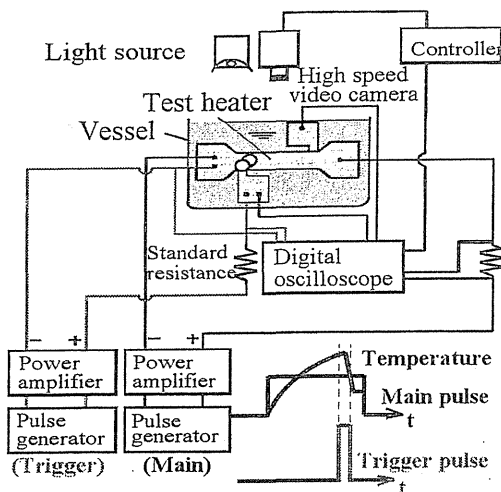 Light source
Controller
High speed
video camera
Test heater
Vessel
Standard
resistance
Digital
oscilloscope
− +
− +
Power
amplifier
Power
amplifier
Pulse
generator
Pulse
generator
(Trigger)
(Main)
Temperature
Main pulse
t
Trigger pulse
t